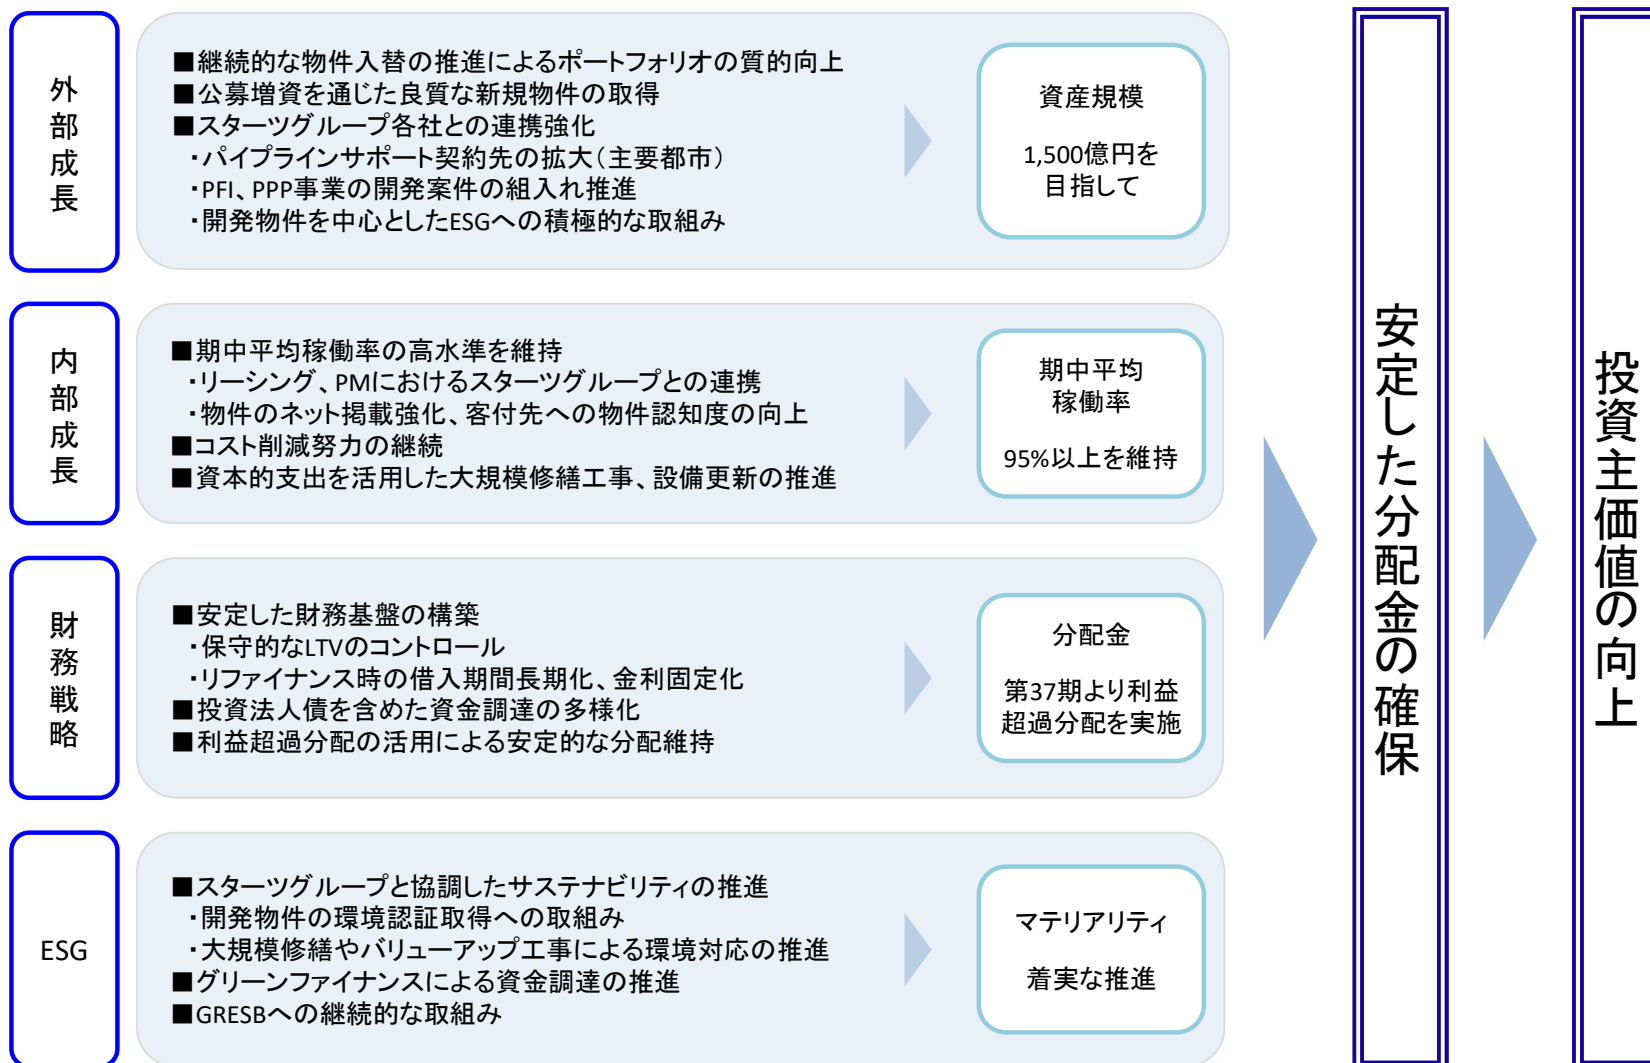 外部成長
■継続的な物件入替の推進によるポートフォリオの質的向上
■公募増資を通じた良質な新規物件の取得
■スターツグループ各社との連携強化
・パイプラインサポート契約先の拡大(主要都市)
・PFI、PPP事業の開発案件の組入れ推進
・開発物件を中心としたESGへの積極的な取組み
資産規模
1,500億円を
目指して
内部成長
■期中平均稼働率の高水準を維持
・リーシング、PMにおけるスターツグループとの連携
・物件のネット掲載強化、客付先への物件認知度の向上
■コスト削減努力の継続
■資本的支出を活用した大規模修繕工事、設備更新の推進
期中平均
稼働率
95%以上を維持
財務戦略
■安定した財務基盤の構築
・保守的なLTVのコントロール
・リファイナンス時の借入期間長期化、金利固定化
■投資法人債を含めた資金調達の多様化
■利益超過分配の活用による安定的な分配維持
分配金
第37期より利益
超過分配を実施
ESG
■スターツグループと協調したサステナビリティの推進
・開発物件の環境認証取得への取組み
・大規模修繕やバリューアップ工事による環境対応の推進
■グリーンファイナンスによる資金調達の推進
■GRESBへの継続的な取組み
マテリアリティ
着実な推進
安定した分配金の確保
投資主価値の向上